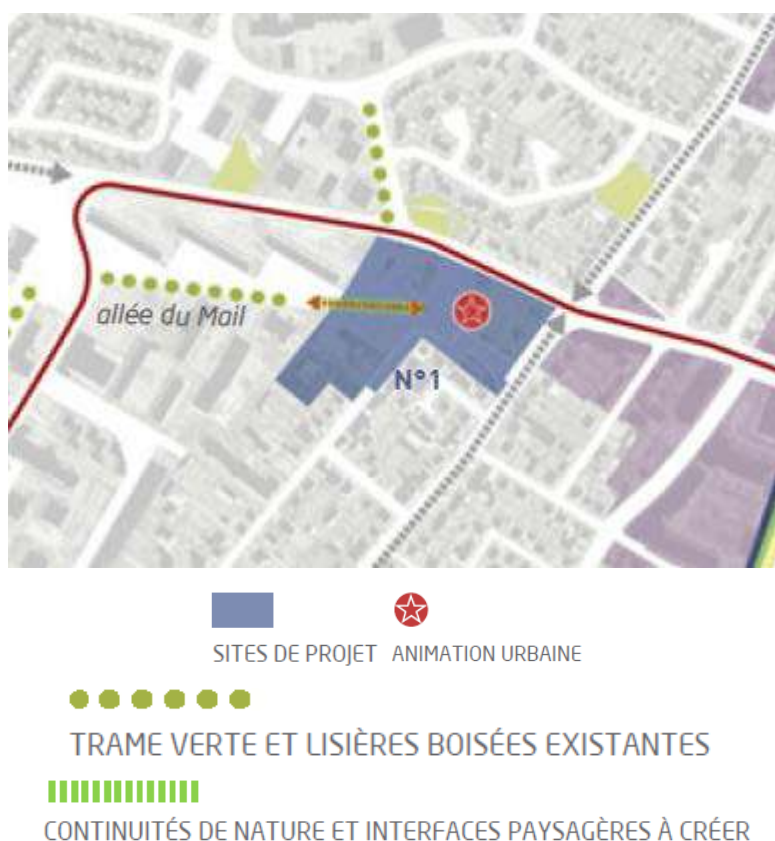 allée du Mail
N°1
SITES DE PROJET
ANIMATION URBAINE
TRAME VERTE ET LISIÈRES BOISÉES EXISTANTES
CONTINUITÉS DE NATURE ET INTERFACES PAYSAGÈRES À CRÉER